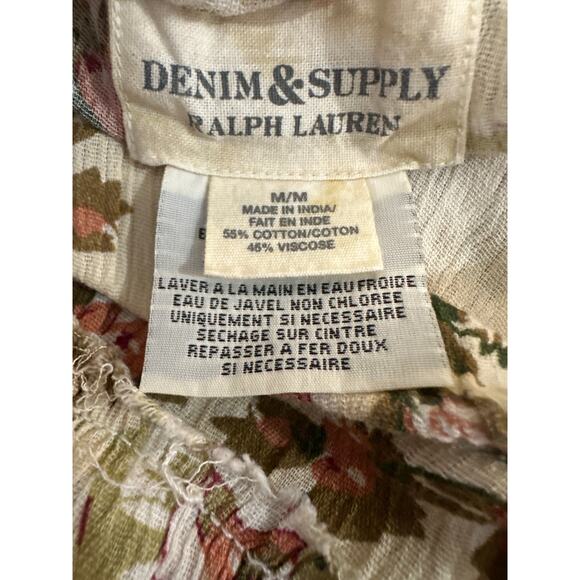 DENIM & SUPPLY
RALPH LAUREN
M/M
MADE IN INDIA/
FAIT EN INDE
55% COTTON/COTON
45% VISCOSE
LAVER A LA MAIN EN EAU FROIDE
EAU DE JAVEL NON CHLOREE
UNIQUEMENT SI NECESSAIRE
SECHAGE SUR CINTRE
REPASSER A FER DOUX
SI NECESSAIRE